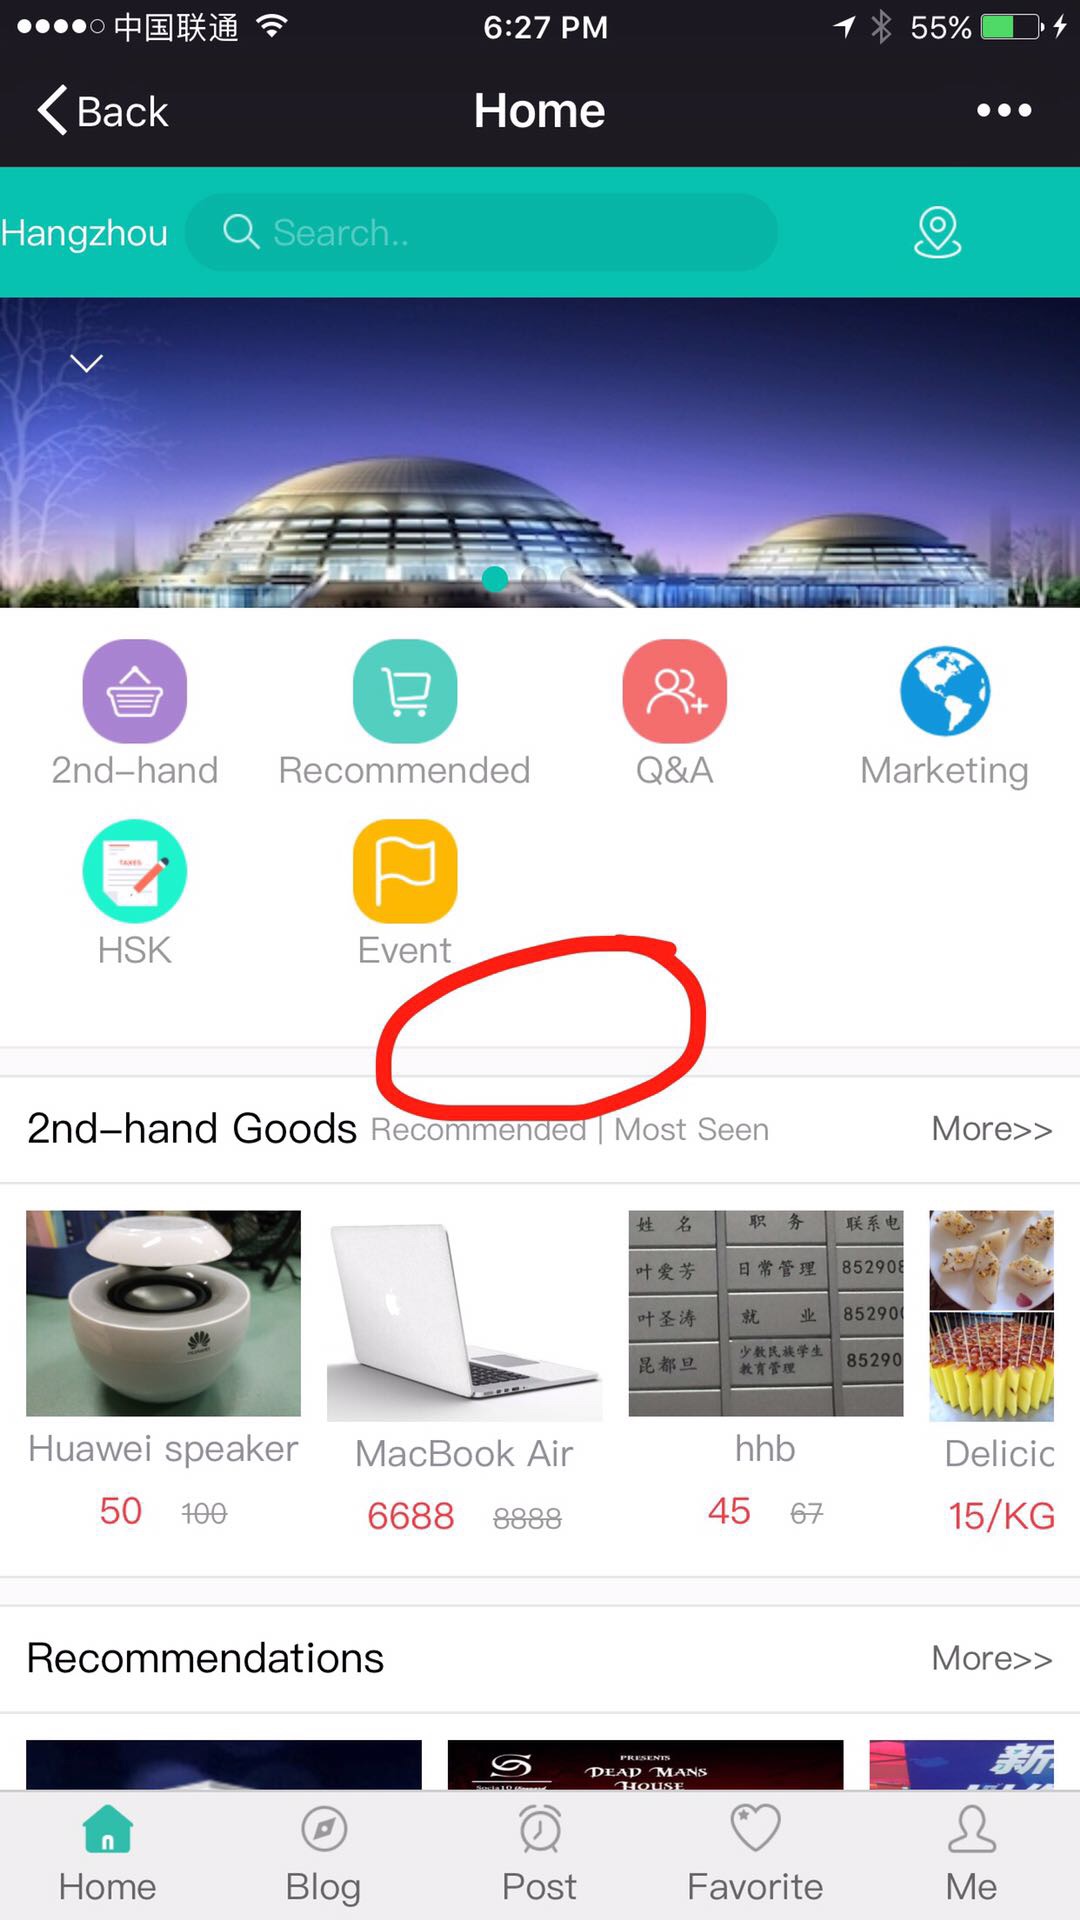 中国联通 6:27 PM 55%
Back Home
Hangzhou Search..
2nd-hand Recommended Q&A Marketing
TAXES
HSK Event
2nd-hand Goods Recommended | Most Seen More>>
姓 名 职 务 联系电
叶爱芳 日常管理 852908
叶圣涛 就 业 852900
昆都旦 少数民族学生教育管理 85290
HUAWEI
Huawei speaker MacBook Air hhb Delicic
50 100 6688 8888 45 67 15/KG
Recommendations More>>
PRESENTS
DEAD MANS
HOUSE
新
Home Blog Post Favorite Me